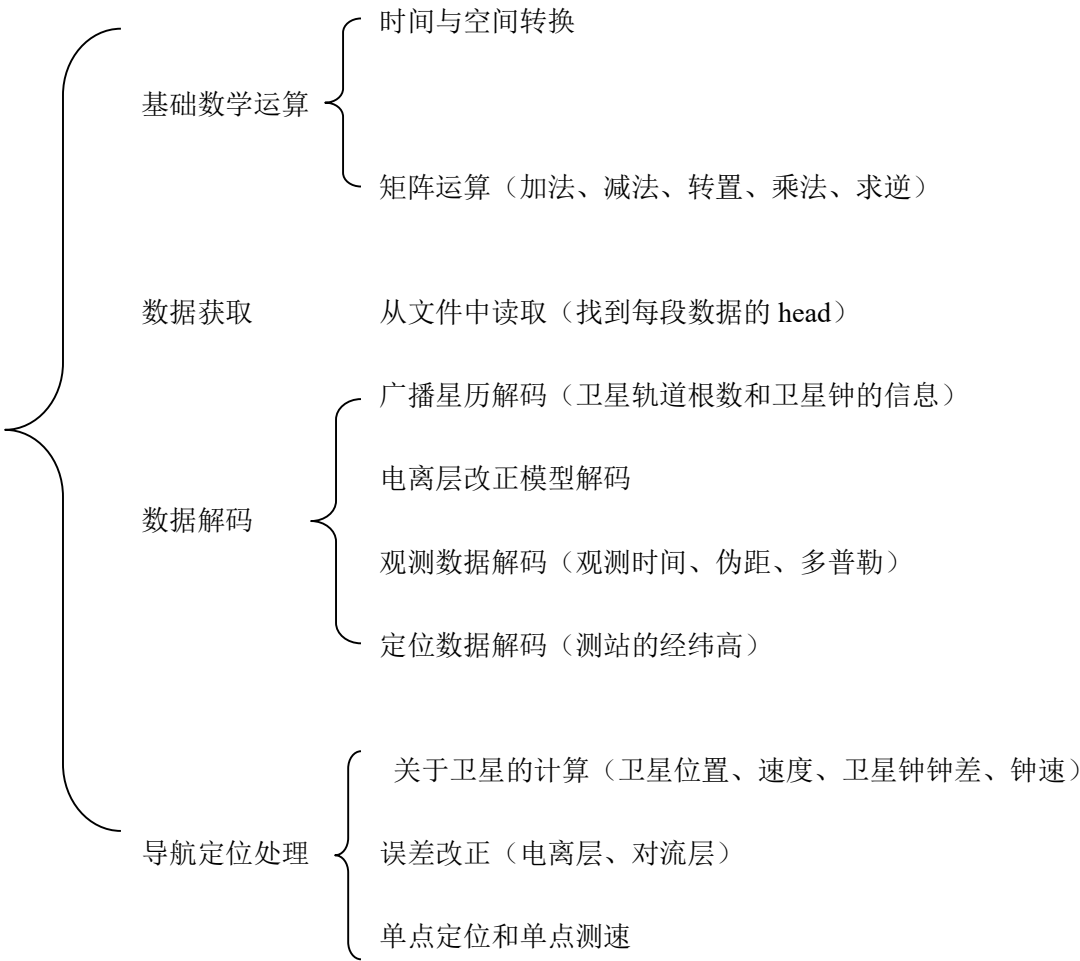 时间与空间转换
基础数学运算
矩阵运算（加法、减法、转置、乘法、求逆）
数据获取
从文件中读取（找到每段数据的 head）
广播星历解码（卫星轨道根数和卫星钟的信息）
电离层改正模型解码
数据解码
观测数据解码（观测时间、伪距、多普勒）
定位数据解码（测站的经纬高）
关于卫星的计算（卫星位置、速度、卫星钟钟差、钟速）
导航定位处理
误差改正（电离层、对流层）
单点定位和单点测速